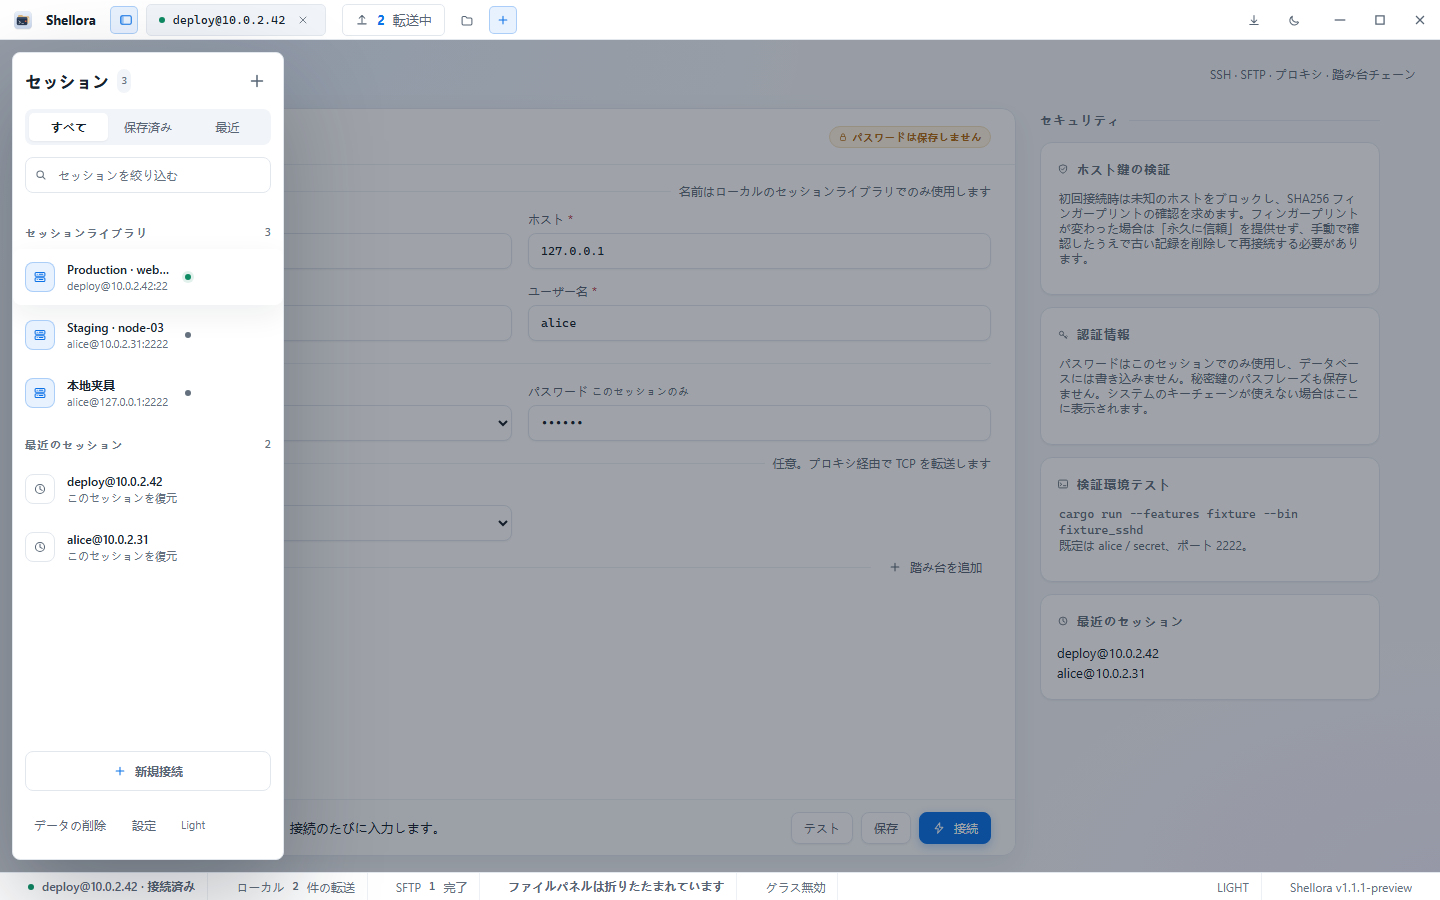 Shellora
deploy@10.0.2.42
2 転送中
セッション 3
すべて 保存済み 最近
セッションを絞り込む
セッションライブラリ 3
Production · web...
deploy@10.0.2.42:22
Staging · node-03
alice@10.0.2.31:2222
本地夹具
alice@127.0.0.1:2222
最近のセッション 2
deploy@10.0.2.42
このセッションを復元
alice@10.0.2.31
このセッションを復元
新規接続
データの削除 設定 Light
SSH · SFTP · プロキシ · 踏み台チェーン
パスワードは保存しません
名前はローカルのセッションライブラリでのみ使用します
ホスト *
127.0.0.1
ユーザー名 *
alice
パスワード このセッションのみ
••••••
任意。プロキシ経由で TCP を転送します
踏み台を追加
接続のたびに入力します。
テスト 保存 接続
セキュリティ
ホスト鍵の検証
初回接続時は未知のホストをブロックし、SHA256 フィ
ンガープリントの確認を求めます。フィンガープリント
が変わった場合は「永久に信頼」を提供せず、手動で確
認したうえで古い記録を削除して再接続する必要があり
ます。
認証情報
パスワードはこのセッションでのみ使用し、データベー
スには書き込みません。秘密鍵のパスフレーズも保存し
ません。システムのキーチェーンが使えない場合はここ
に表示されます。
検証環境テスト
cargo run --features fixture --bin
fixture_sshd
既定は alice / secret、ポート 2222。
最近のセッション
deploy@10.0.2.42
alice@10.0.2.31
deploy@10.0.2.42 · 接続済み
ローカル 2 件の転送
SFTP 1 完了
ファイルパネルは折りたたまれています
グラス無効
LIGHT
Shellora v1.1.1-preview